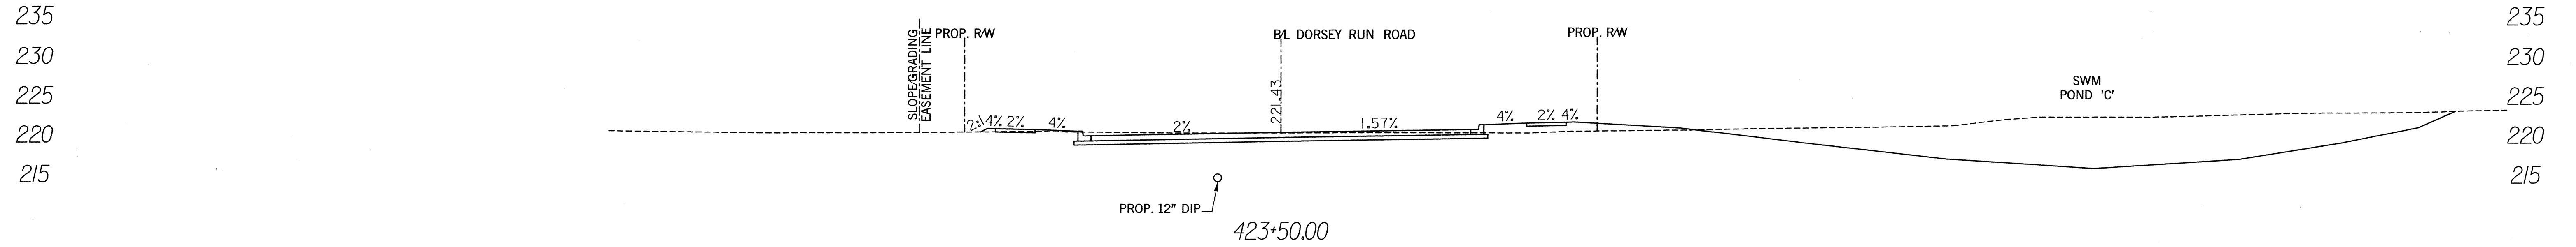 235
235
SLOPE/GRADING
EASEMENT LINE
PROP. R/W
B/L DORSEY RUN ROAD
PROP. R/W
230
230
SWM
POND 'C'
225
225
221.43
2:1
4%
2%
4%
2%
1.57%
4%
2%
4%
220
220
215
215
PROP. 12" DIP
423+50.00